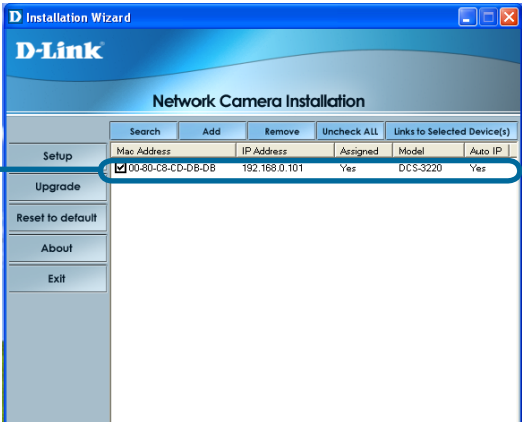 D Installation Wizard
D-Link
Network Camera Installation
Search Add Remove Uncheck ALL Links to Selected Device(s)
Mac Address IP Address Assigned Model Auto IP
00-80-C8-CD-DB-DB 192.168.0.101 Yes DCS-3220 Yes
Setup
Upgrade
Reset to default
About
Exit